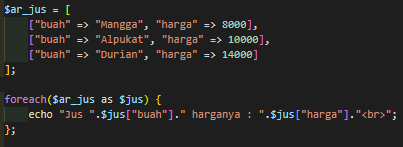 $ar_jus = [
    ["buah" => "Mangga", "harga" => 8000],
    ["buah" => "Alpukat", "harga" => 10000],
    ["buah" => "Durian", "harga" => 14000]
];

foreach($ar_jus as $jus) {
    echo "Jus ".$jus["buah"]." harganya : ".$jus["harga"]."<br>";
};